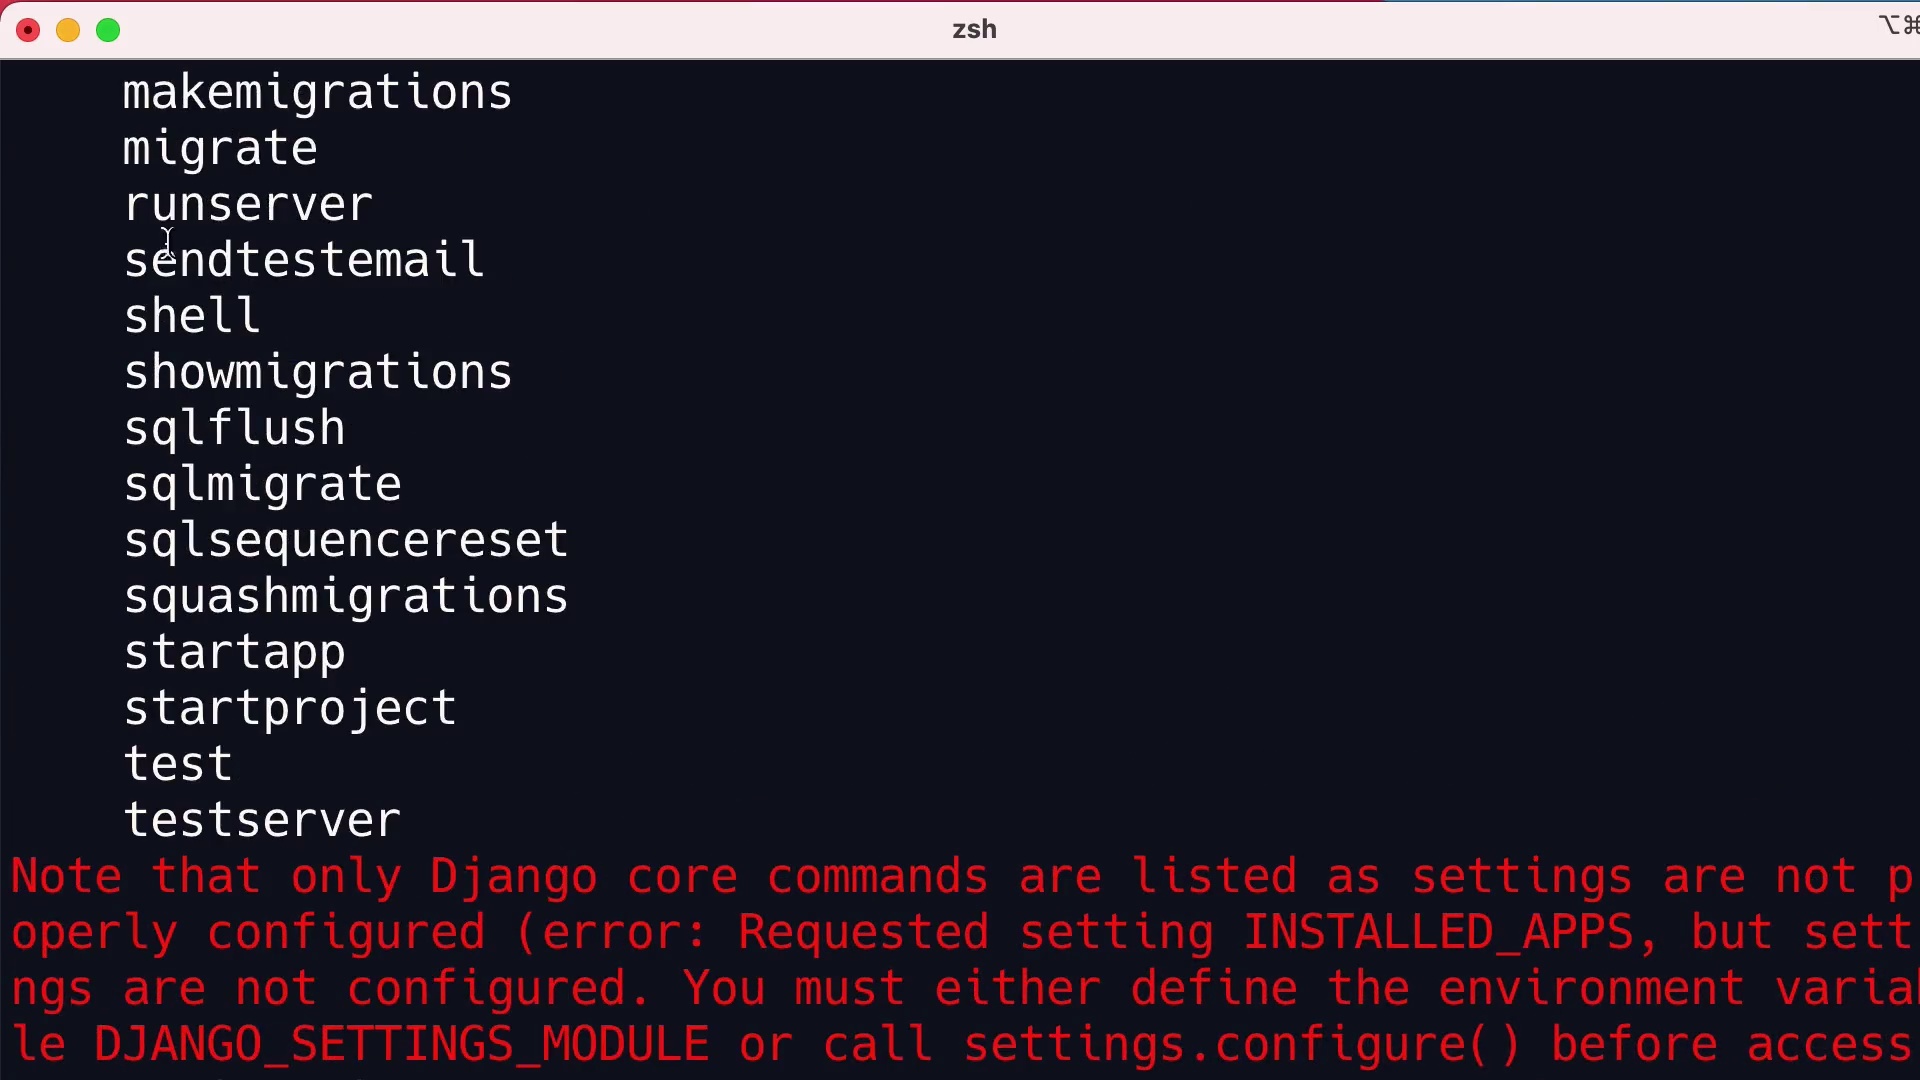 zsh
⌥⌘
makemigrations
migrate
runserver
sendtestemail
shell
showmigrations
sqlflush
sqlmigrate
sqlsequencereset
squashmigrations
startapp
startproject
test
testserver
Note that only Django core commands are listed as settings are not p
operly configured (error: Requested setting INSTALLED_APPS, but sett
ngs are not configured. You must either define the environment variab
le DJANGO_SETTINGS_MODULE or call settings.configure() before access